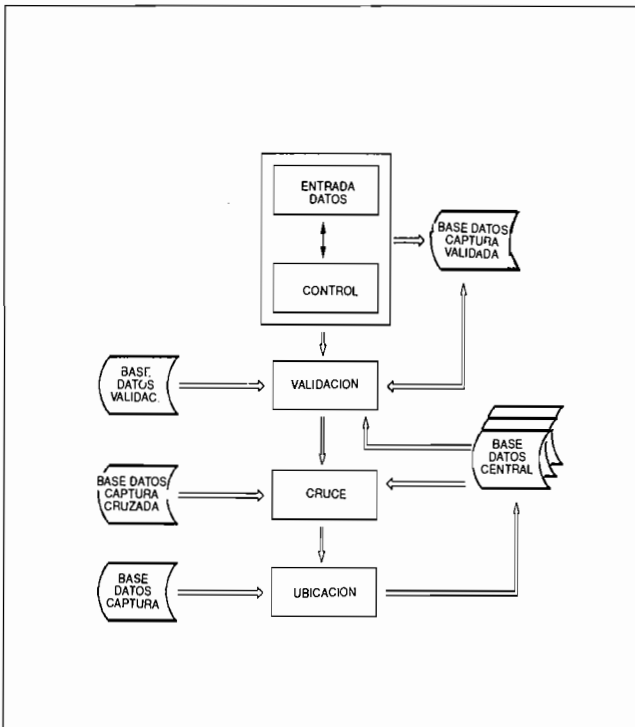 ENTRADA
DATOS
CONTROL
BASE DATOS
CAPTURA
VALIDADA
BASE
DATOS
VALIDAC.
VALIDACION
BASE
DATOS
CENTRAL
BASE DATOS
CAPTURA
CRUZADA
CRUCE
BASE
DATOS
CAPTURA
UBICACION